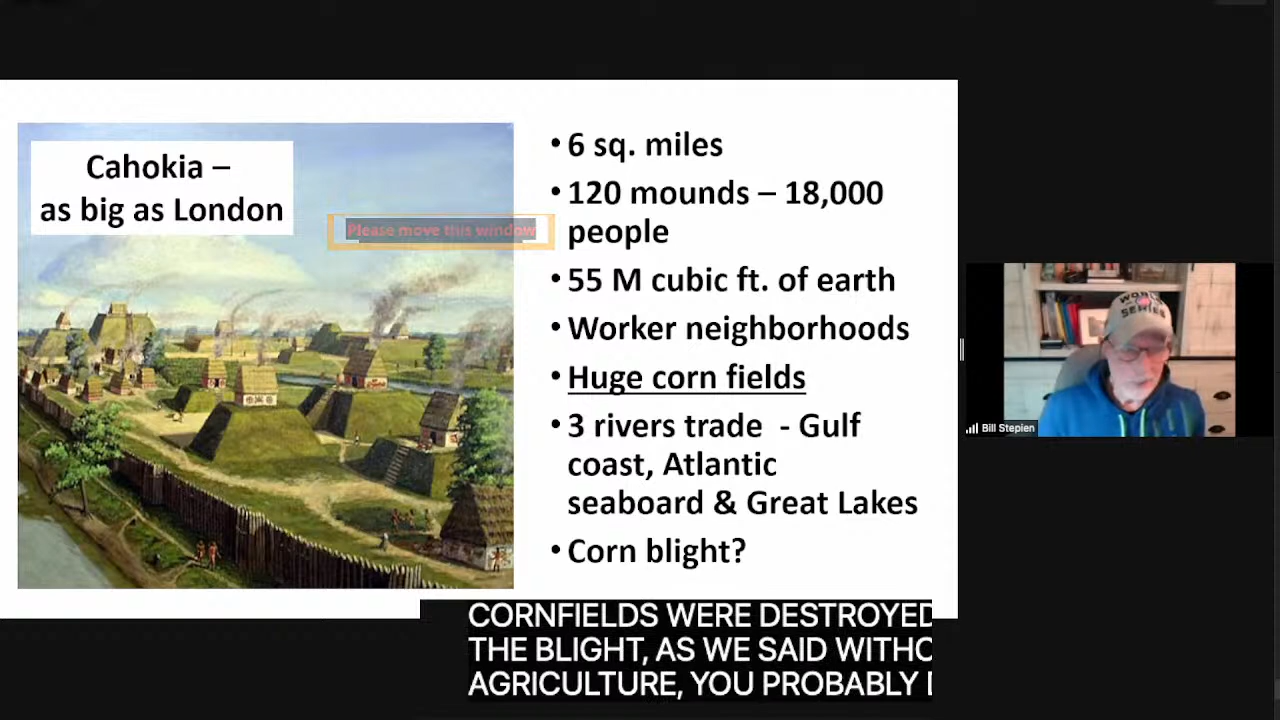 Cahokia –
as big as London
Please move this window
• 6 sq. miles
• 120 mounds – 18,000
people
• 55 M cubic ft. of earth
• Worker neighborhoods
• Huge corn fields
• 3 rivers trade - Gulf
coast, Atlantic
seaboard & Great Lakes
• Corn blight?
WORLD
SERIES
Bill Stepien
CORNFIELDS WERE DESTROYED
THE BLIGHT, AS WE SAID
AGRICULTURE, YOU PROBABLY